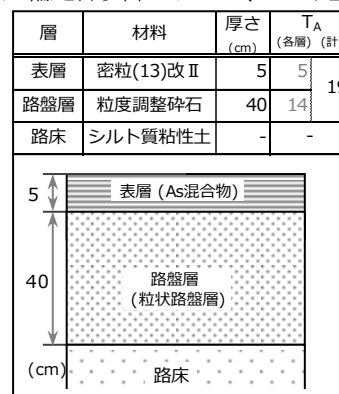 層 材料 厚さ (cm) TA (各層) (計
表層 密粒(13)改Ⅱ 5 5
路盤層 粒度調整砕石 40 14
路床 シルト質粘性土 - -
5 表層 (As混合物)
40 路盤層
(粒状路盤層)
(cm) 路床